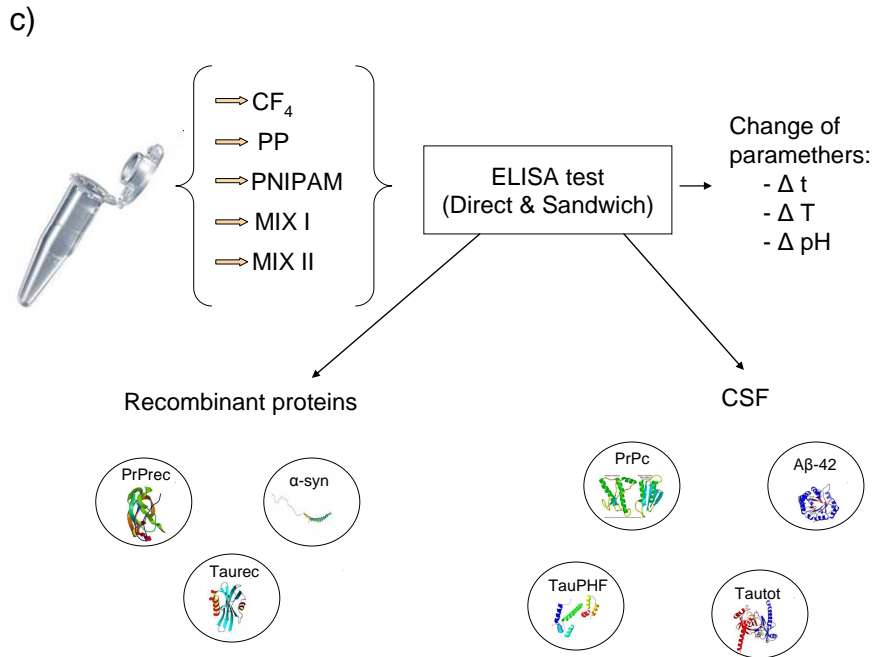 c)
CF4
PP
PNIPAM
MIX I
MIX II
ELISA test
(Direct & Sandwich)
Change of
paramethers:
- Δ t
- Δ T
- Δ pH
Recombinant proteins
CSF
PrPrec
α-syn
Taurec
PrPc
Aβ-42
TauPHF
Tautot